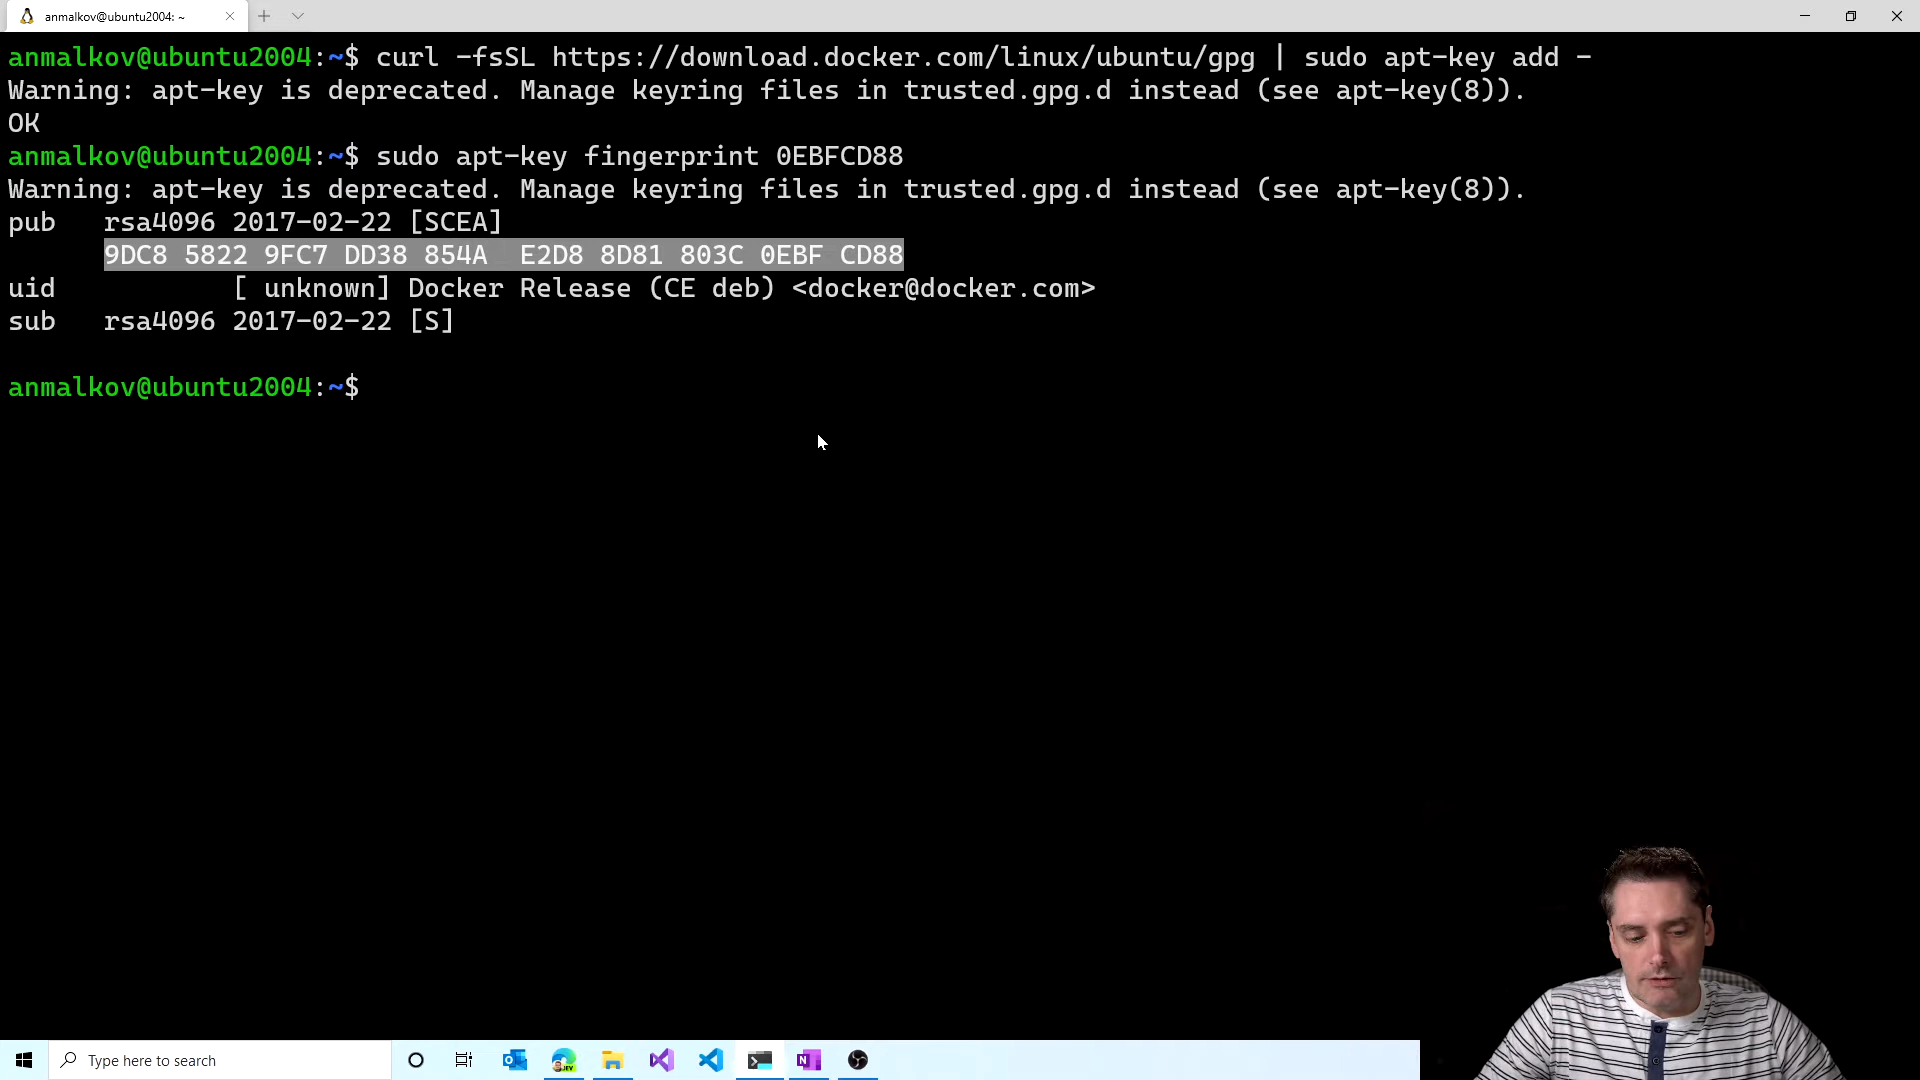 anmalkov@ubuntu2004: ~
anmalkov@ubuntu2004:~$ curl -fsSL https://download.docker.com/linux/ubuntu/gpg | sudo apt-key add -
Warning: apt-key is deprecated. Manage keyring files in trusted.gpg.d instead (see apt-key(8)).
OK
anmalkov@ubuntu2004:~$ sudo apt-key fingerprint 0EBFCD88
Warning: apt-key is deprecated. Manage keyring files in trusted.gpg.d instead (see apt-key(8)).
pub   rsa4096 2017-02-22 [SCEA]
      9DC8 5822 9FC7 DD38 854A  E2D8 8D81 803C 0EBF CD88
uid           [ unknown] Docker Release (CE deb) <docker@docker.com>
sub   rsa4096 2017-02-22 [S]
anmalkov@ubuntu2004:~$
Type here to search